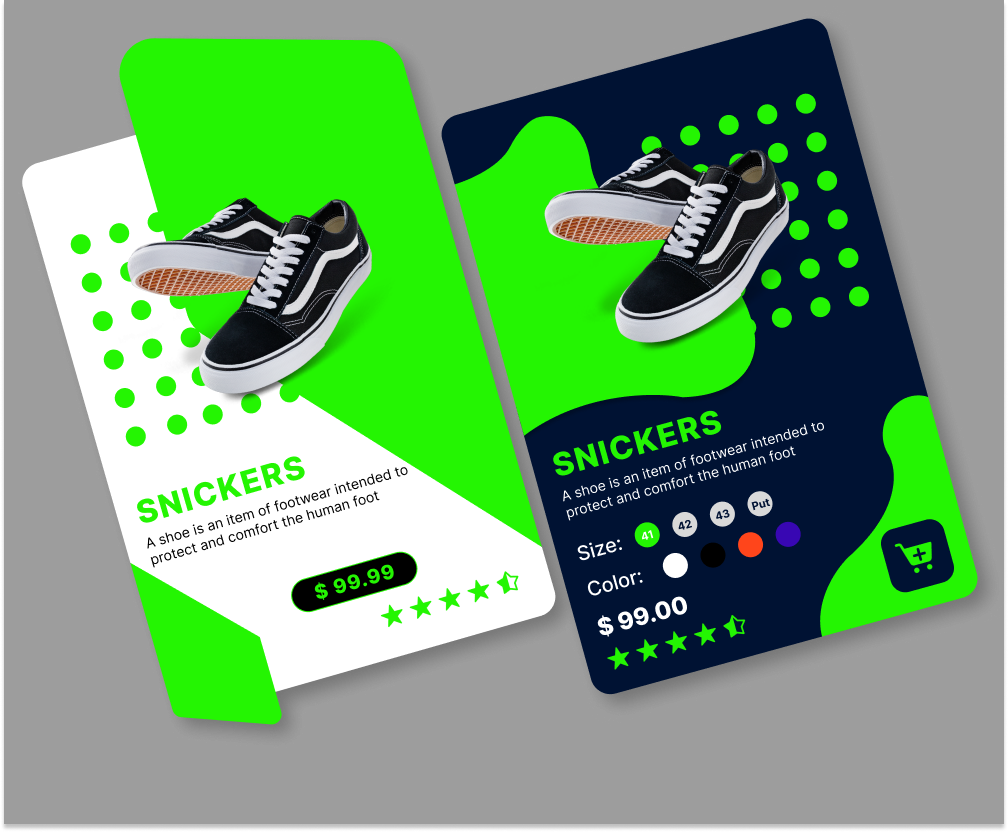 SNICKERS
A shoe is an item of footwear intended to
protect and comfort the human foot
$ 99.99
SNICKERS
A shoe is an item of footwear intended to
protect and comfort the human foot
Size: 41 42 43 Put
Color:
$ 99.00